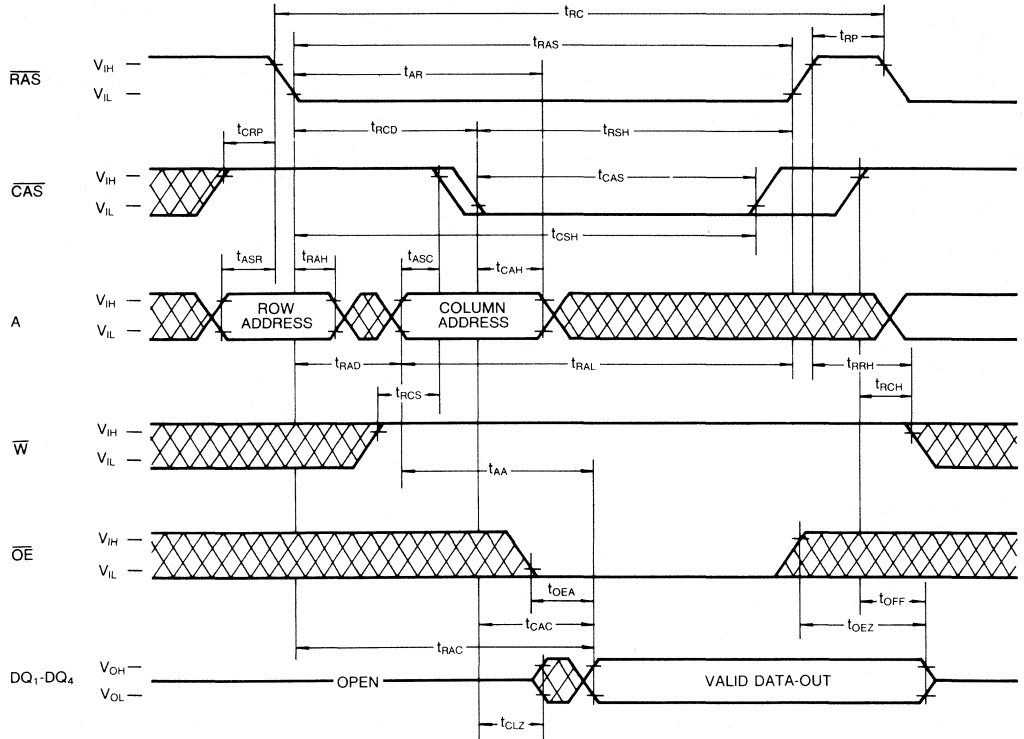 tRC
tRAS
tRP
tAR
RAS
VIH
VIL
tCRP
tRCD
tRSH
CAS
VIH
VIL
tCAS
tCSH
tASR
tRAH
tASC
tCAH
A
VIH
VIL
ROW
ADDRESS
COLUMN
ADDRESS
tRAD
tRAL
tRRH
tRCS
tRCH
W
VIH
VIL
tAA
OE
VIH
VIL
tOEA
tOFF
tCAC
tOEZ
tRAC
DQ1-DQ4
VOH
VOL
OPEN
VALID DATA-OUT
tCLZ